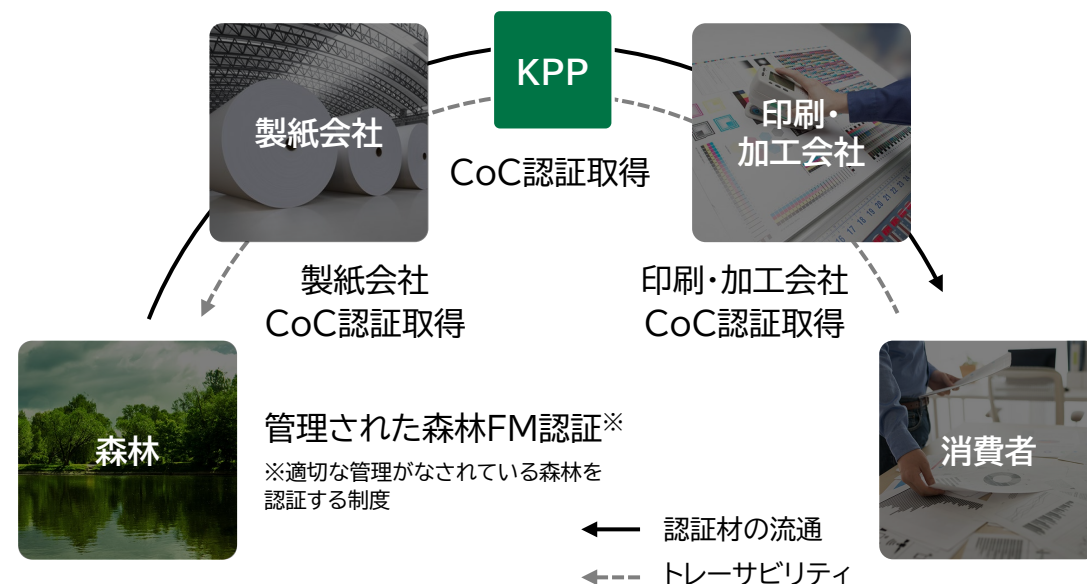 KPP
製紙会社
印刷・
加工会社
CoC認証取得
製紙会社
CoC認証取得
印刷・加工会社
CoC認証取得
森林
管理された森林FM認証※
※適切な管理がなされている森林を
認証する制度
消費者
認証材の流通
トレーサビリティ